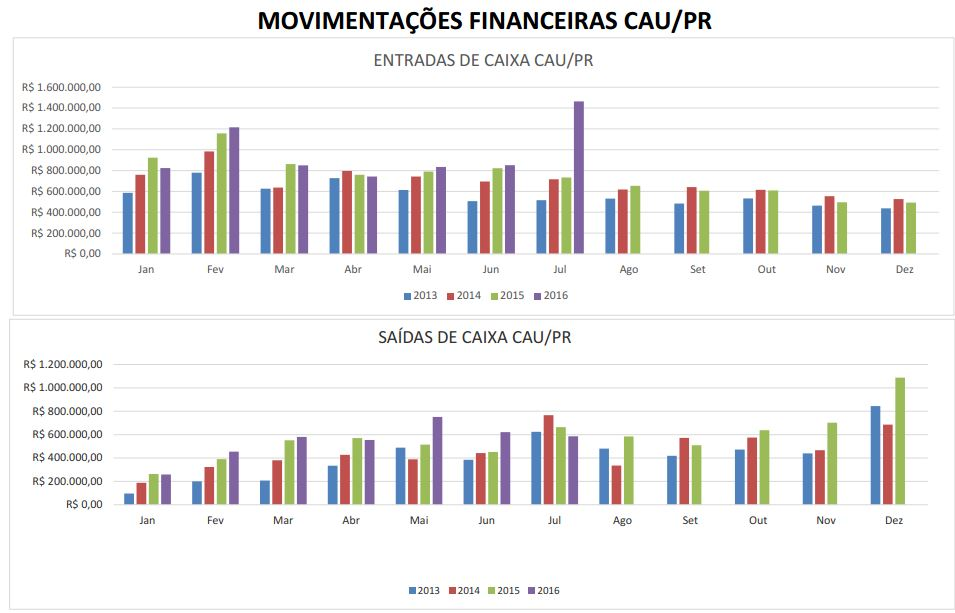 MOVIMENTAÇÕES FINANCEIRAS CAU/PR
ENTRADAS DE CAIXA CAU/PR
R$ 1.600.000,00
R$ 1.400.000,00
R$ 1.200.000,00
R$ 1.000.000,00
R$ 800.000,00
R$ 600.000,00
R$ 400.000,00
R$ 200.000,00
R$ 0,00
Jan Fev Mar Abr Mai Jun Jul Ago Set Out Nov Dez
2013 2014 2015 2016
SAÍDAS DE CAIXA CAU/PR
R$ 1.200.000,00
R$ 1.000.000,00
R$ 800.000,00
R$ 600.000,00
R$ 400.000,00
R$ 200.000,00
R$ 0,00
Jan Fev Mar Abr Mai Jun Jul Ago Set Out Nov Dez
2013 2014 2015 2016